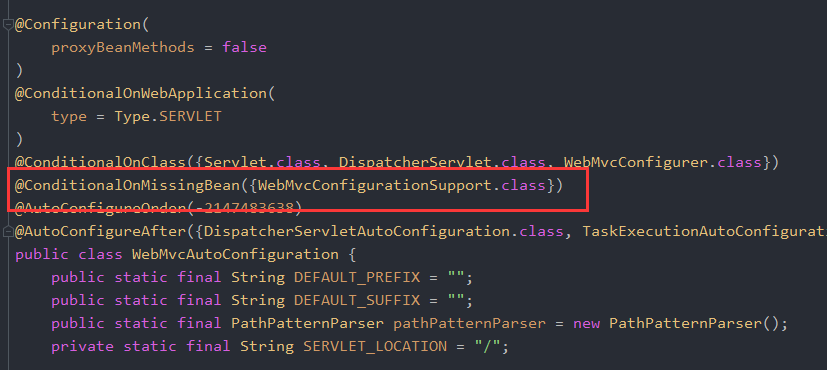 @Configuration(
    proxyBeanMethods = false
)
@ConditionalOnWebApplication(
    type = Type.SERVLET
)
@ConditionalOnClass({Servlet.class, DispatcherServlet.class, WebMvcConfigurer.class})
@ConditionalOnMissingBean({WebMvcConfigurationSupport.class})
@AutoConfigureOrder(-2147483638)
@AutoConfigureAfter({DispatcherServletAutoConfiguration.class, TaskExecutionAutoConfigurat
public class WebMvcAutoConfiguration {
    public static final String DEFAULT_PREFIX = "";
    public static final String DEFAULT_SUFFIX = "";
    public static final PathPatternParser pathPatternParser = new PathPatternParser();
    private static final String SERVLET_LOCATION = "/";